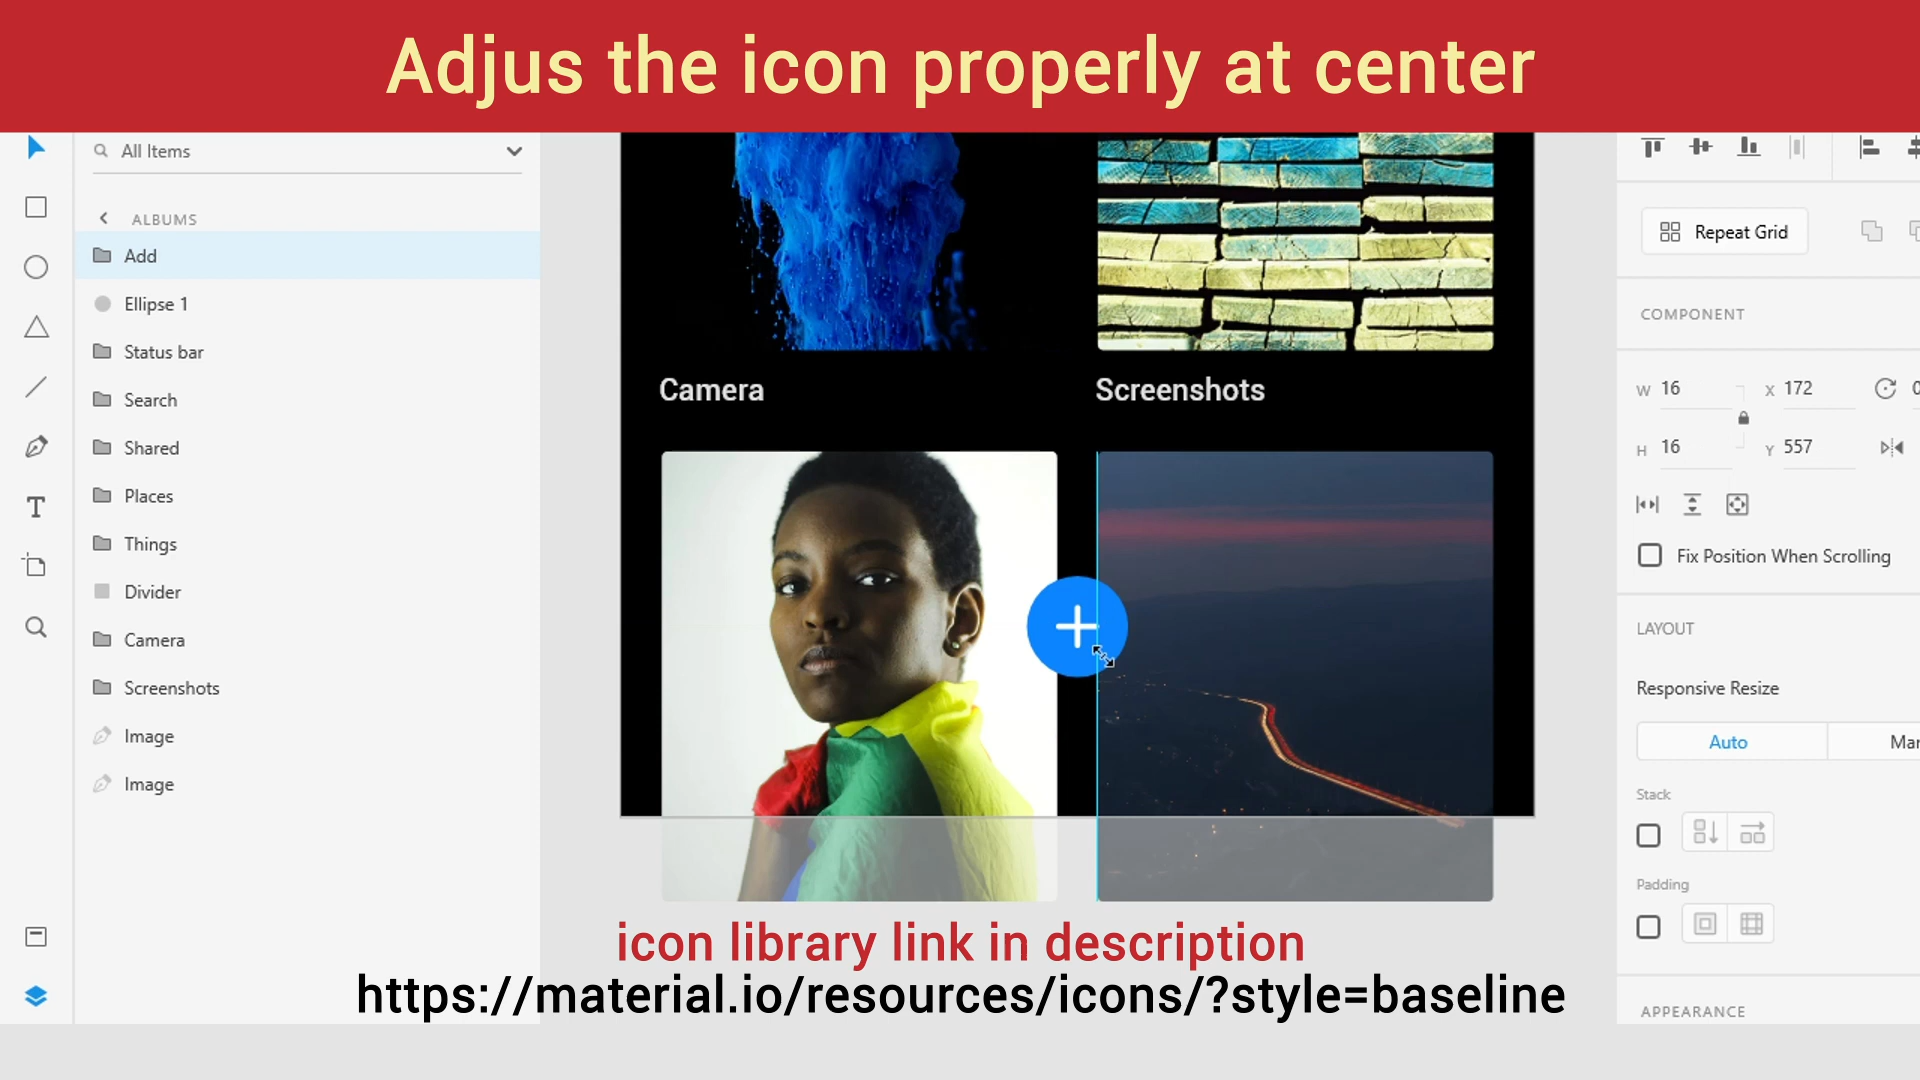 Adjus the icon properly at center
All Items
ALBUMS
Add
Ellipse 1
Status bar
Search
Shared
Places
Things
Divider
Camera
Screenshots
Image
Image
Camera
Screenshots
Repeat Grid
COMPONENT
W 16
X 172
0
H 16
Y 557
Fix Position When Scrolling
LAYOUT
Responsive Resize
Auto
Mar
Stack
Padding
APPEARANCE
icon library link in description
https://material.io/resources/icons/?style=baseline